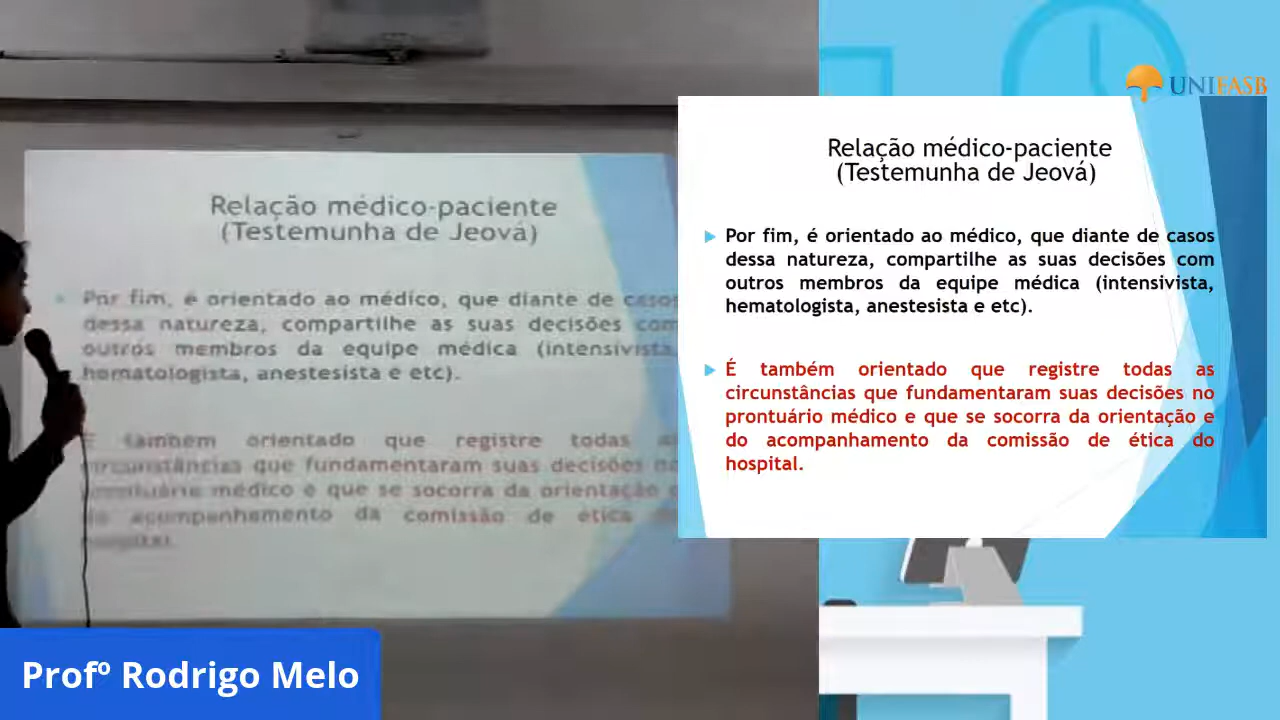 UNIFASB
Relação médico-paciente
(Testemunha de Jeová)
Por fim, é orientado ao médico, que diante de casos
dessa natureza, compartilhe as suas decisões com
outros membros da equipe médica (intensivista,
hematologista, anestesista e etc).
É também orientado que registre todas as
circunstâncias que fundamentaram suas decisões no
prontuário médico e que se socorra da orientação e
do acompanhamento da comissão de ética do
hospital.
Relação médico-paciente
(Testemunha de Jeová)
Por fim, é orientado ao médico, que diante de casos
dessa natureza, compartilhe as suas decisões com
outros membros da equipe médica (intensivista,
hematologista, anestesista e etc).
É também orientado que registre todas as
circunstâncias que fundamentaram suas decisões no
prontuário médico e que se socorra da orientação e
do acompanhamento da comissão de ética do
hospital.
Profº Rodrigo Melo